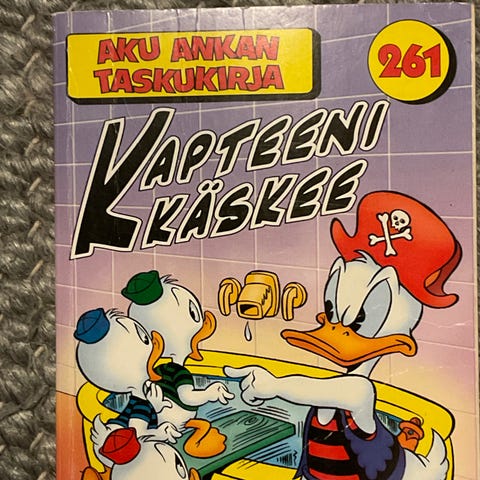 AKU ANKAN
TASKUKIRJA
261
KAPTEENI
KÄSKEE